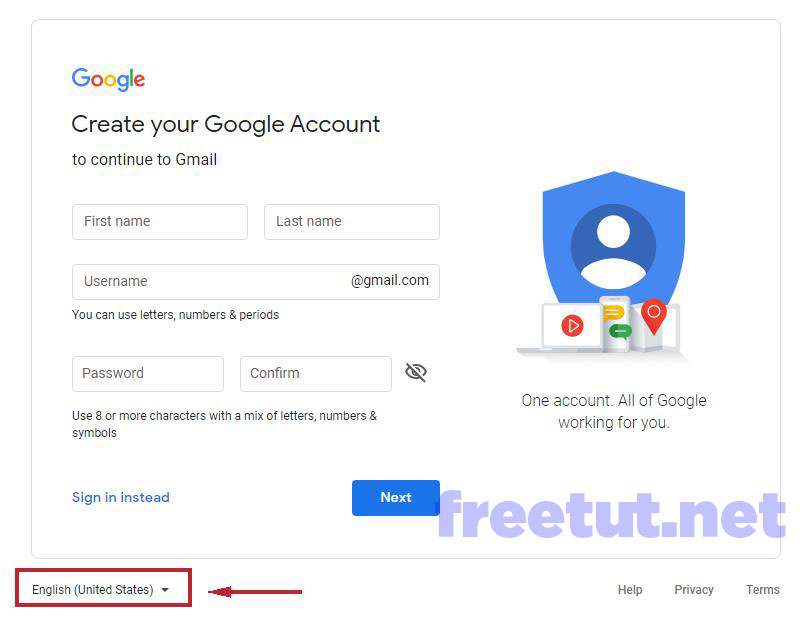 Google
Create your Google Account
to continue to Gmail
First name
Last name
Username
@gmail.com
You can use letters, numbers & periods
Password
Confirm
Use 8 or more characters with a mix of letters, numbers &
symbols
Sign in instead
Next
One account. All of Google
working for you.
freetut.net
English (United States)
Help
Privacy
Terms